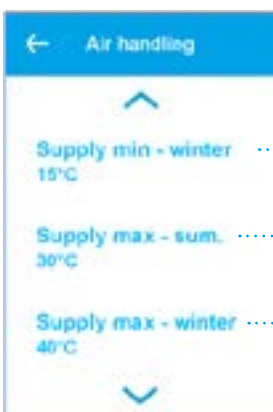 Air handling
Supply min - winter
15°C
Supply max - sum.
30°C
Supply max - winter
40°C